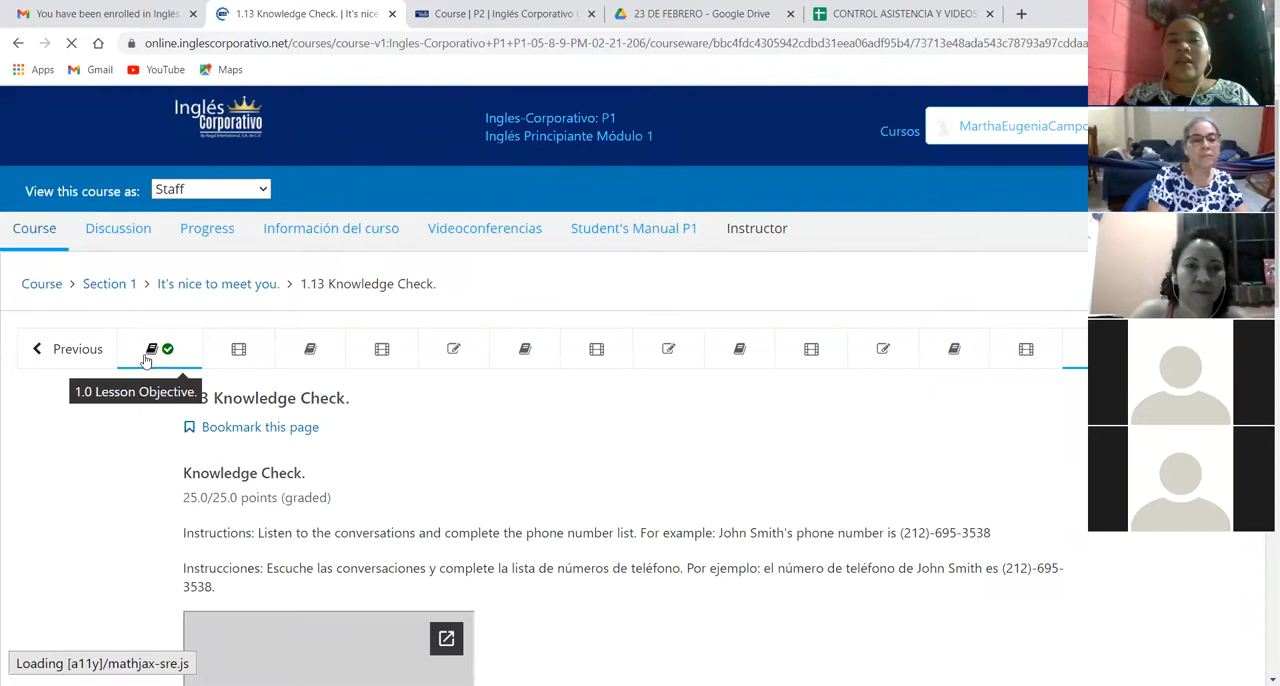 You have been enrolled in Inglés
1.13 Knowledge Check. | It's nice
Course | P2 | Inglés Corporativo
23 DE FEBRERO - Google Drive
CONTROL ASISTENCIA Y VIDEOS
online.inglescorporativo.net/courses/course-v1:Ingles-Corporativo+P1+P1-05-8-9-PM-02-21-206/courseware/bbc4fdc4305942cdbd31eea06adf95b4/73713e48ada543c78793a97cddaa
Apps
Gmail
YouTube
Maps
Inglés
Corporativo
Ingles-Corporativo: P1
Inglés Principiante Módulo 1
Cursos
MarthaEugeniaCampo
View this course as:
Staff
Course
Discussion
Progress
Información del curso
Videoconferencias
Student's Manual P1
Instructor
Course > Section 1 > It's nice to meet you. > 1.13 Knowledge Check.
Previous
1.0 Lesson Objective.
3 Knowledge Check.
Bookmark this page
Knowledge Check.
25.0/25.0 points (graded)
Instructions: Listen to the conversations and complete the phone number list. For example: John Smith's phone number is (212)-695-3538
Instrucciones: Escuche las conversaciones y complete la lista de números de teléfono. Por ejemplo: el número de teléfono de John Smith es (212)-695-
3538.
Loading [a11y]/mathjax-sre.js